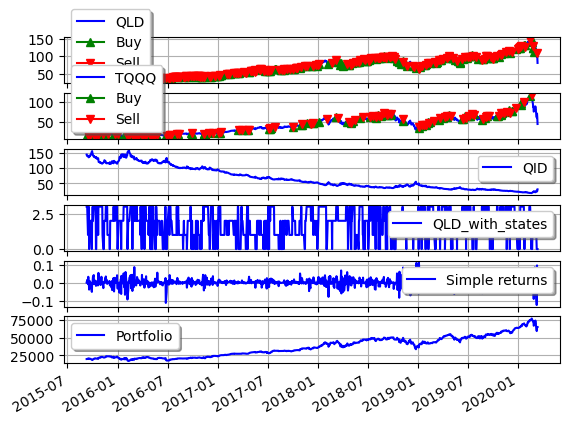 QLD
Buy
Sell
150
100
50
TQQQ
Buy
Sell
100
50
QID
150
100
50
QLD_with_states
2.5
0.0
Simple returns
0.1
0.0
−0.1
Portfolio
75000
50000
25000
2015-07 2016-01 2016-07 2017-01 2017-07 2018-01 2018-07 2019-01 2019-07 2020-01